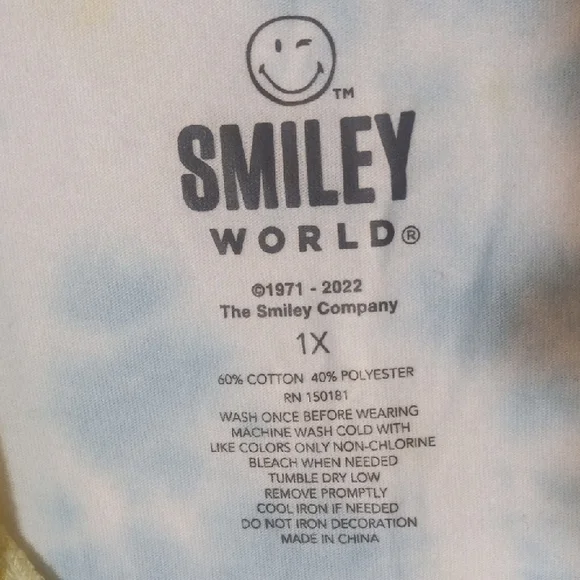 TM
SMILEY
WORLD®
©1971 - 2022
The Smiley Company
1X
60% COTTON 40% POLYESTER
RN 150181
WASH ONCE BEFORE WEARING
MACHINE WASH COLD WITH
LIKE COLORS ONLY NON-CHLORINE
BLEACH WHEN NEEDED
TUMBLE DRY LOW
REMOVE PROMPTLY
COOL IRON IF NEEDED
DO NOT IRON DECORATION
MADE IN CHINA